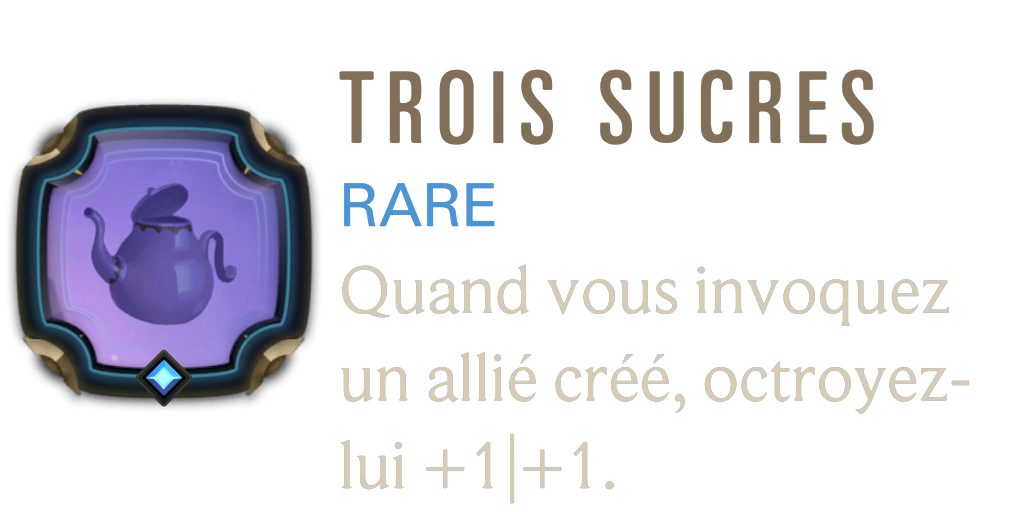 TROIS SUCRES
RARE
Quand vous invoquez
un allié créé, octroyez-
lui +1|+1.